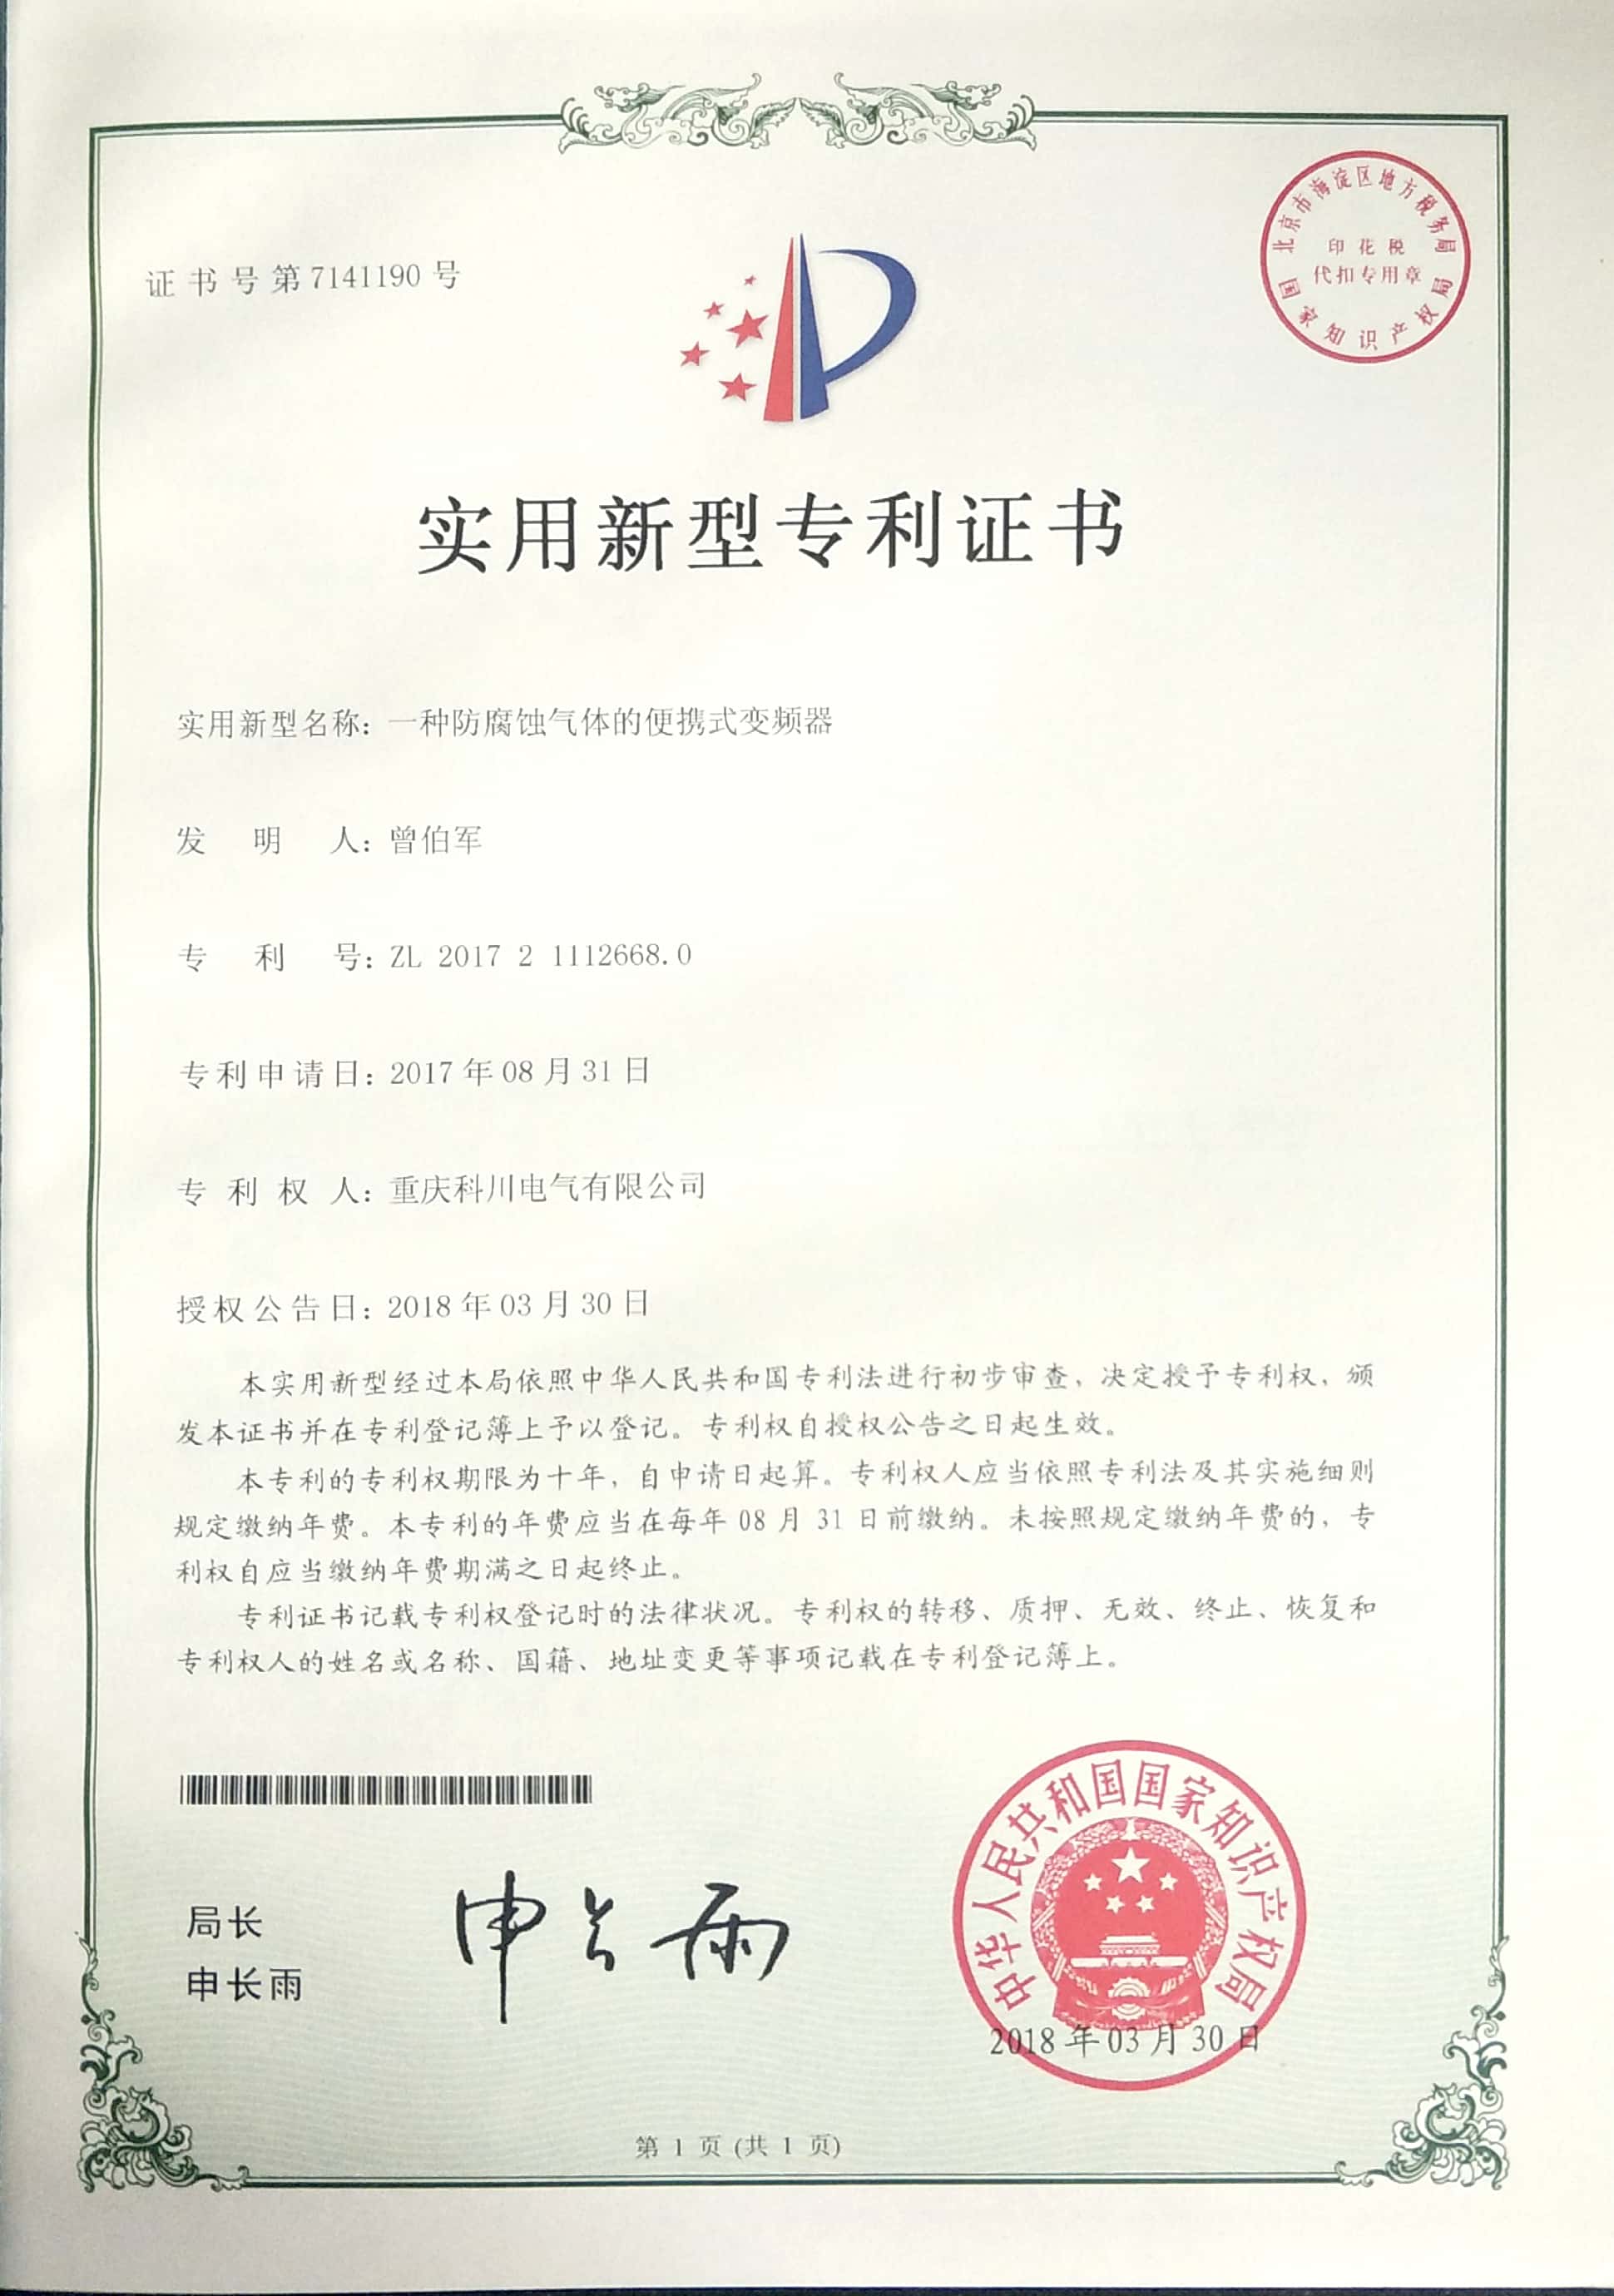 证书号第7141190号
北京市海淀区地方税务局
印花税
代扣专用章
国家知识产权局
实用新型专利证书
实用新型名称：一种防腐蚀气体的便携式变频器
发明人：曾伯军
专利号：ZL 2017 2 1112668.0
专利申请日：2017年08月31日
专利权人：重庆科川电气有限公司
授权公告日：2018年03月30日
本实用新型经过本局依照中华人民共和国专利法进行初步审查，决定授予专利权，颁
发本证书并在专利登记簿上予以登记。专利权自授权公告之日起生效。
本专利的专利权期限为十年，自申请日起算。专利权人应当依照专利法及其实施细则
规定缴纳年费。本专利的年费应当在每年08月31日前缴纳。未按照规定缴纳年费的，专
利权自应当缴纳年费期满之日起终止。
专利证书记载专利权登记时的法律状况。专利权的转移、质押、无效、终止、恢复和
专利权人的姓名或名称、国籍、地址变更等事项记载在专利登记簿上。
局长
申长雨
申长雨
中华人民共和国国家知识产权局
2018年03月30日
第1页(共1页)